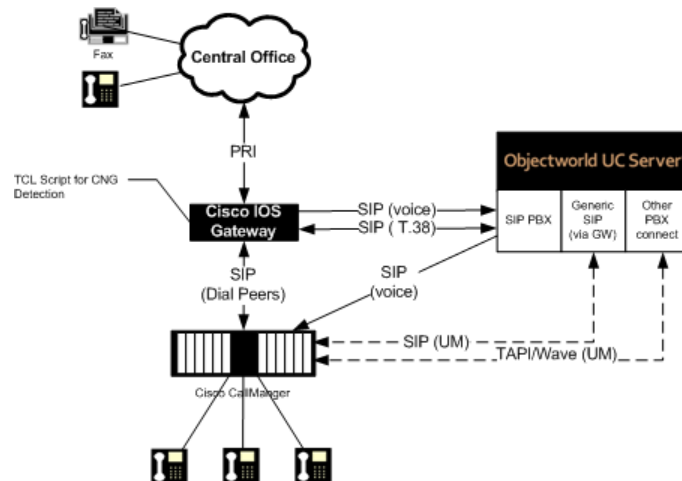 Fax
Central Office
PRI
TCL Script for CNG
Detection
Cisco IOS
Gateway
SIP (voice)
SIP ( T.38)
Objectworld UC Server
SIP PBX
Generic
SIP
(via GW)
Other
PBX
connect
SIP
(Dial Peers)
SIP
(voice)
SIP (UM)
TAPI/Wave (UM)
Cisco CallManger